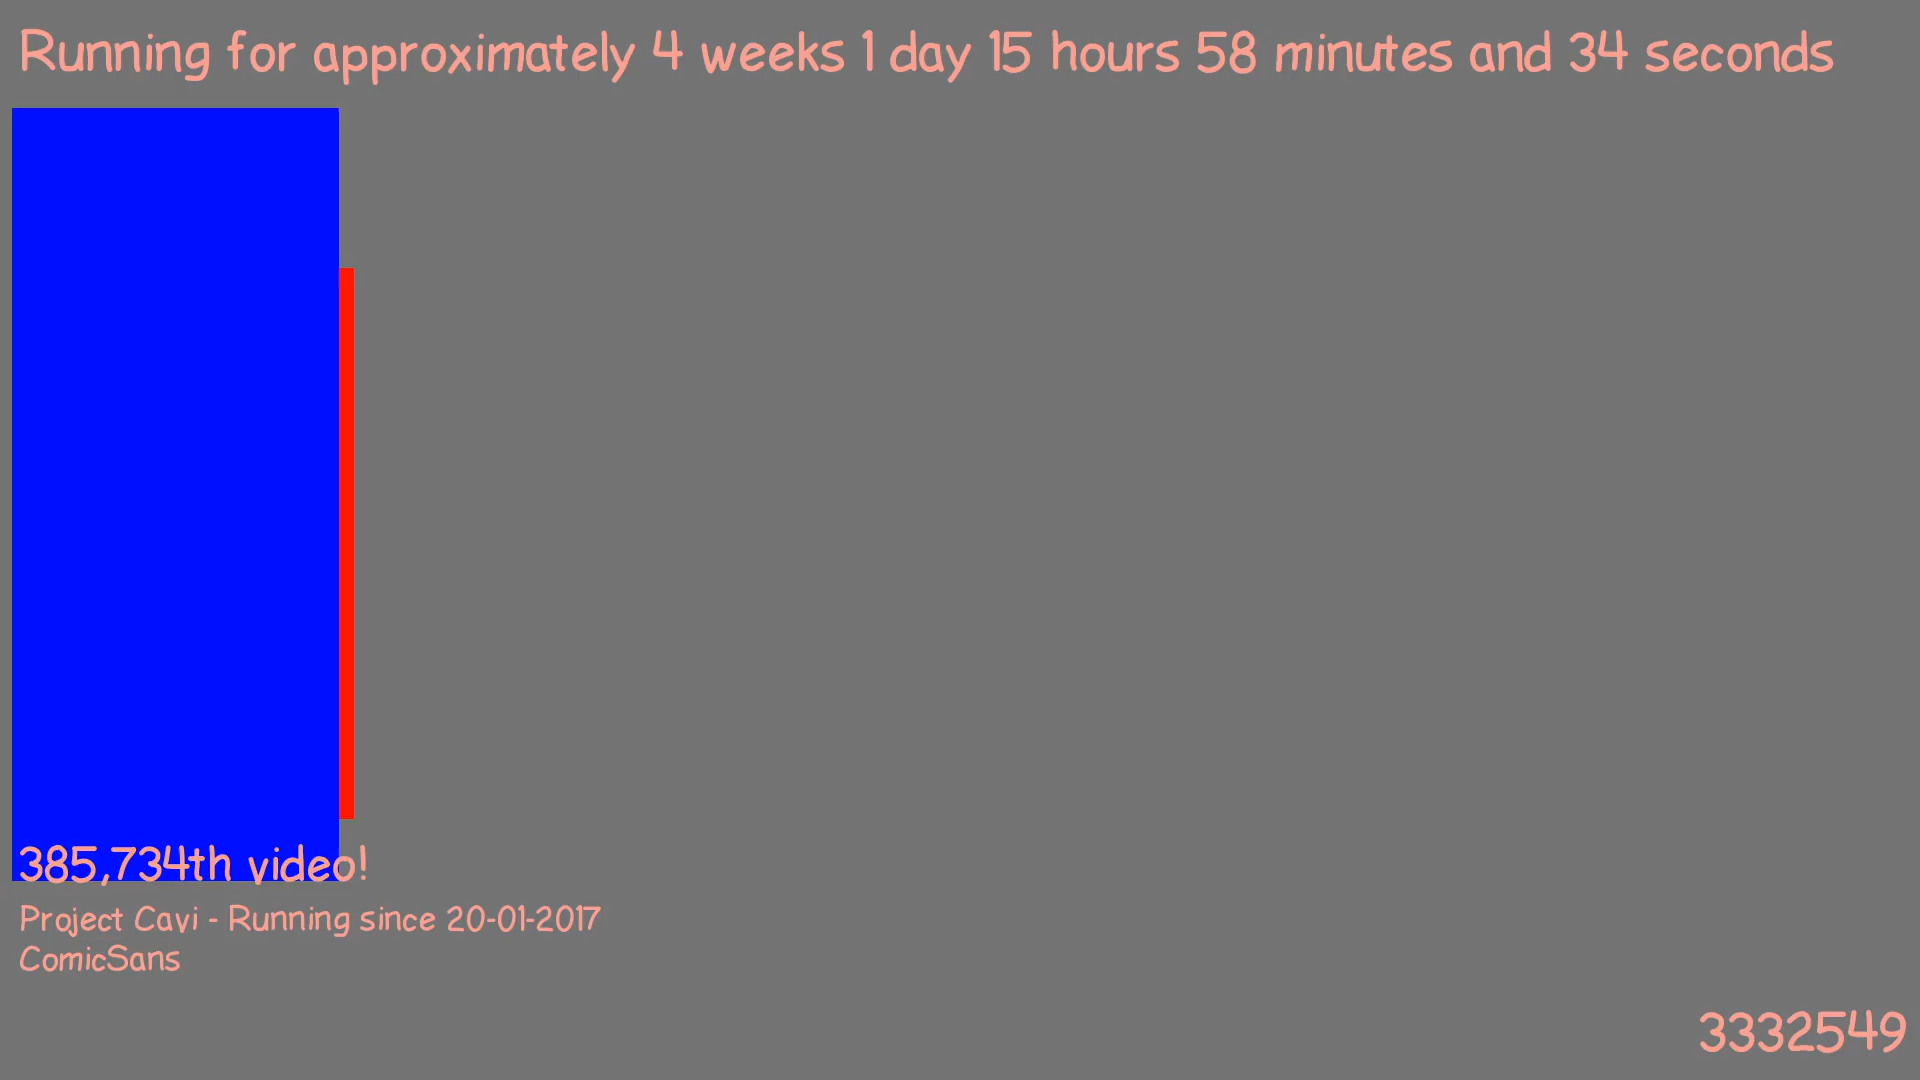 Running for approximately 4 weeks 1 day 15 hours 58 minutes and 34 seconds
385,734th video!
Project Cavi - Running since 20-01-2017
ComicSans
3332549